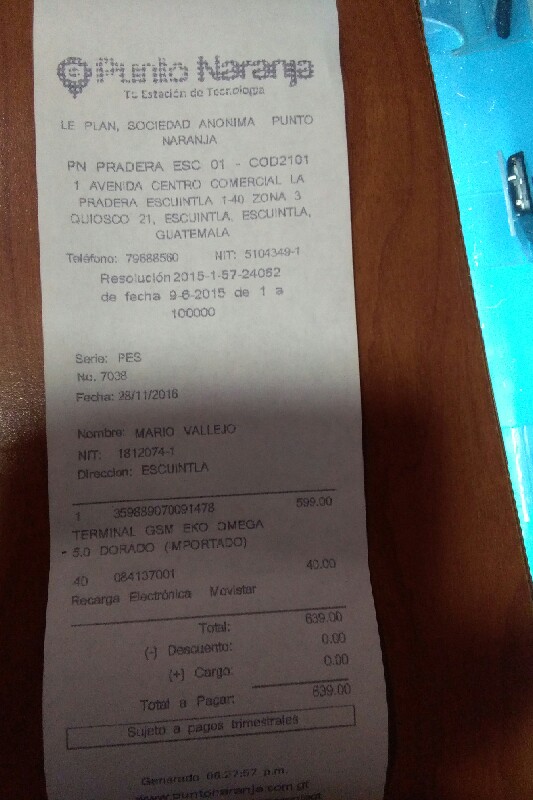 Punto Naranja
Tu Estación de Tecnología
LE PLAN, SOCIEDAD ANONIMA PUNTO
NARANJA
PN PRADERA ESC 01 - COD2101
1 AVENIDA CENTRO COMERCIAL LA
PRADERA ESCUINTLA 1-40 ZONA 3
QUIOSCO 21, ESCUINTLA, ESCUINTLA,
GUATEMALA
Teléfono: 79888560 NIT: 5104349-1
Resolución 2015-1-57-24052
de fecha 9-6-2015 de 1 a
100000
Serie: PES
No. 7038
Fecha: 28/11/2016
Nombre: MARIO VALLEJO
NIT: 1812074-1
Direccion: ESCUINTLA
1 359889070091478 599.00
TERMINAL GSM EKO OMEGA
- 5.0 DORADO (IMPORTADO)
40 084137001 40.00
Recarga Electrónica Movistar
Total: 639.00
(-) Descuento: 0.00
(+) Cargo: 0.00
Total a Pagar: 639.00
Sujeto a pagos trimestrales
Generado 06:27:57 p.m.
www.puntonaranja.com.gt